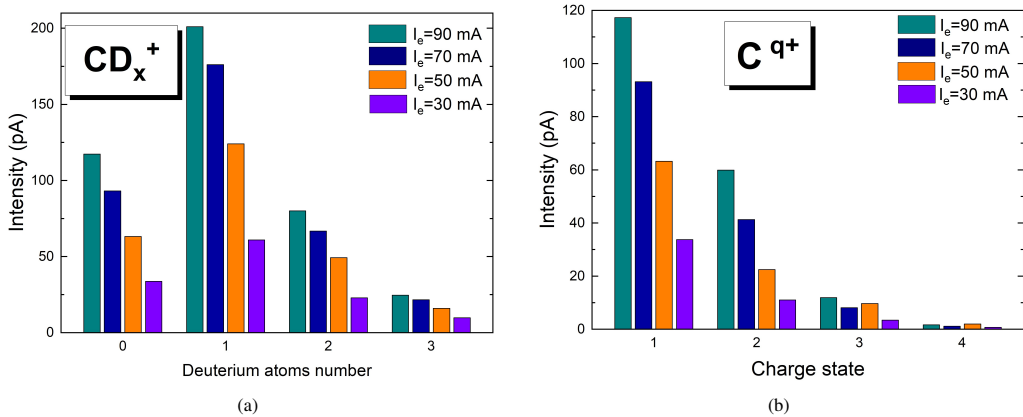 CDₓ⁺
Iₑ=90 mA
Iₑ=70 mA
Iₑ=50 mA
Iₑ=30 mA
Intensity (pA)
200
150
100
50
0
0 1 2 3
Deuterium atoms number
(a)
C q+
Iₑ=90 mA
Iₑ=70 mA
Iₑ=50 mA
Iₑ=30 mA
Intensity (pA)
120
100
80
60
40
20
0
1 2 3 4
Charge state
(b)